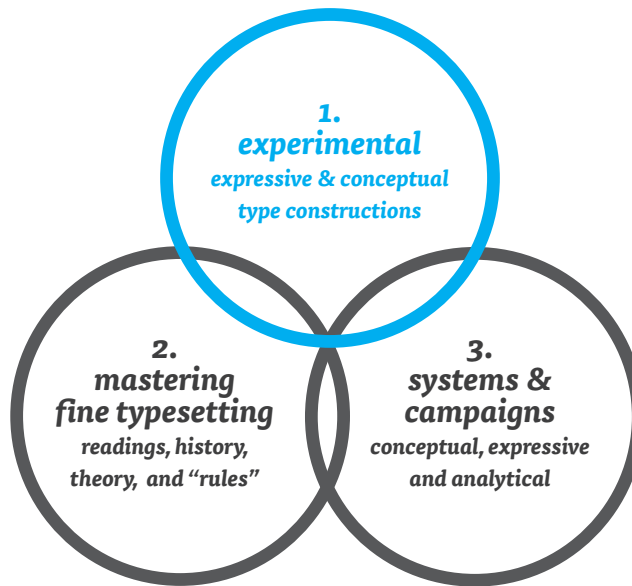 1.
experimental
expressive & conceptual
type constructions
2.
mastering
fine typesetting
readings, history,
theory, and “rules”
3.
systems &
campaigns
conceptual, expressive
and analytical